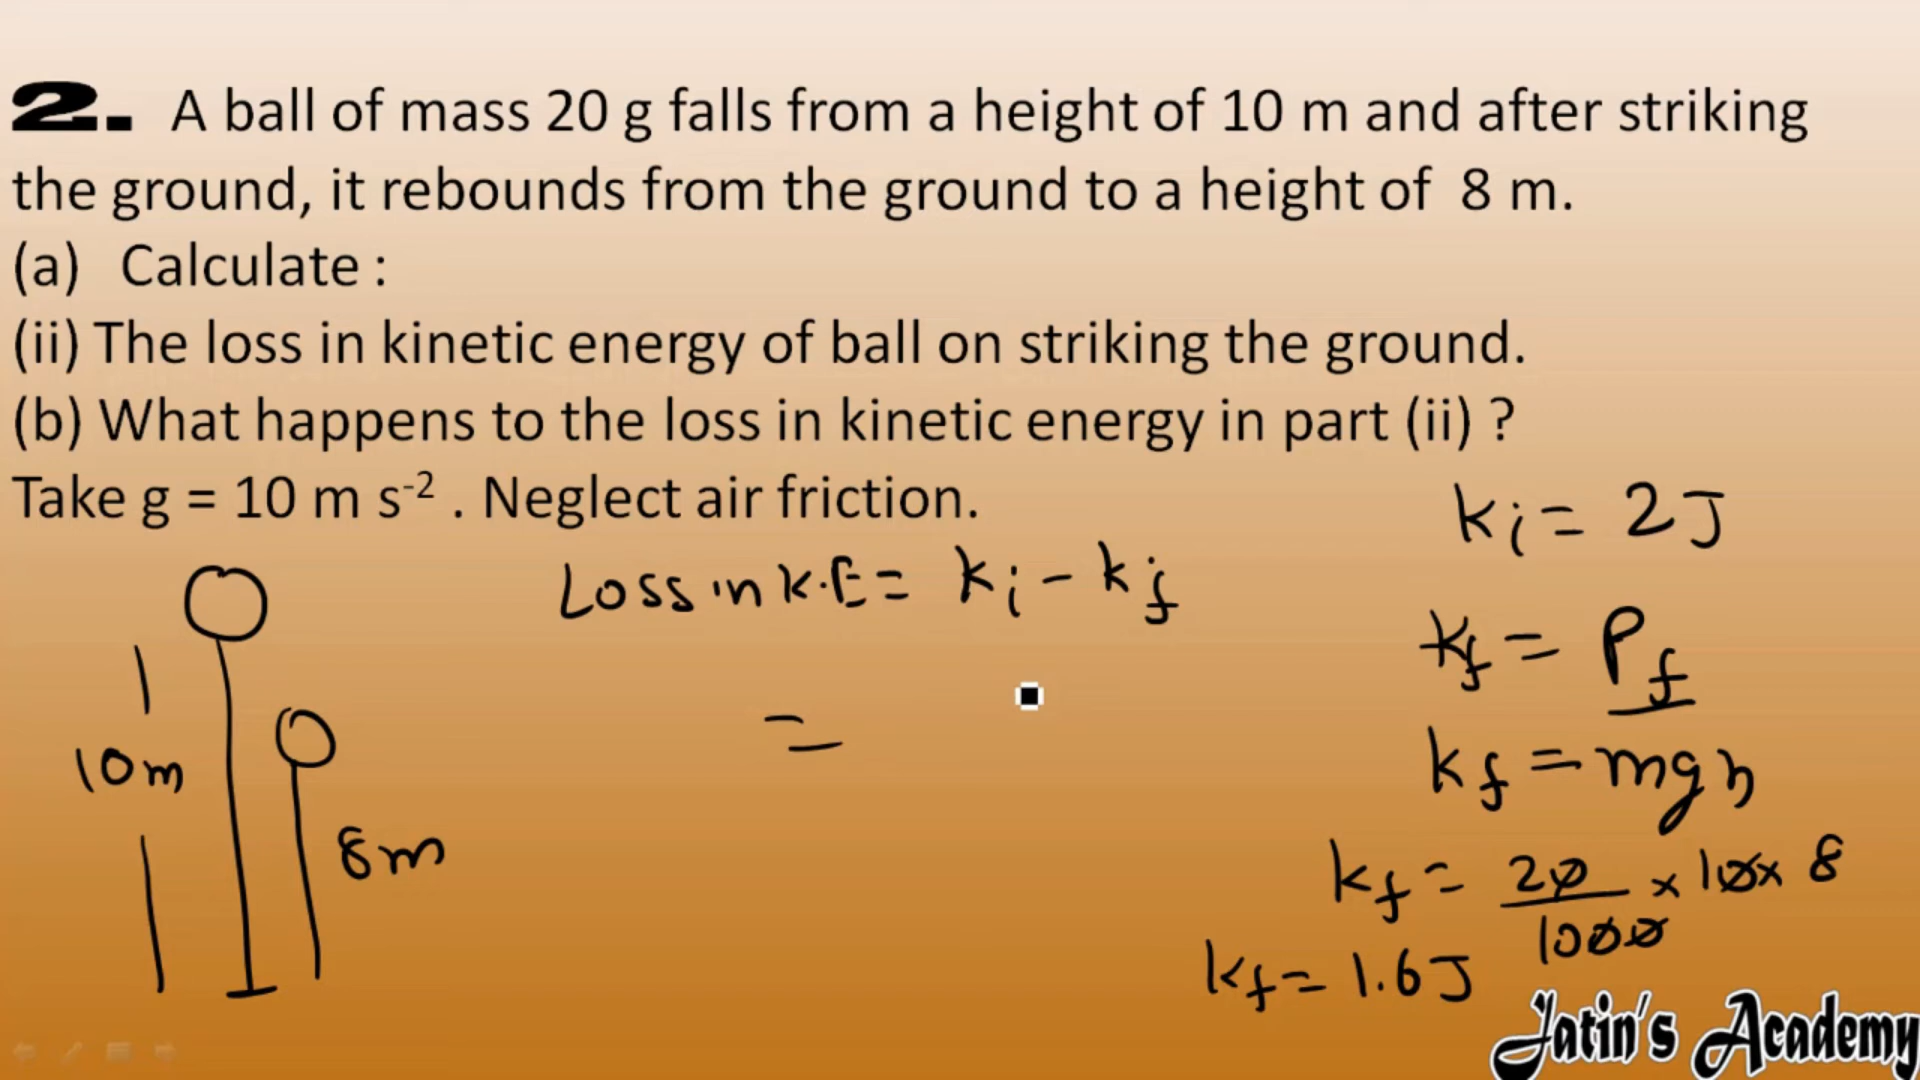 2. A ball of mass 20 g falls from a height of 10 m and after striking
the ground, it rebounds from the ground to a height of 8 m.
(a) Calculate :
(ii) The loss in kinetic energy of ball on striking the ground.
(b) What happens to the loss in kinetic energy in part (ii) ?
Take g = 10 m s⁻² . Neglect air friction.
Ki = 2J
Loss in K.E = Ki - Kf
Kf = Pf
=
10m
Kf = mgh
8m
Kf = 20/1000 x 10 x 8
Kf = 1.6J
Jatin's Academy